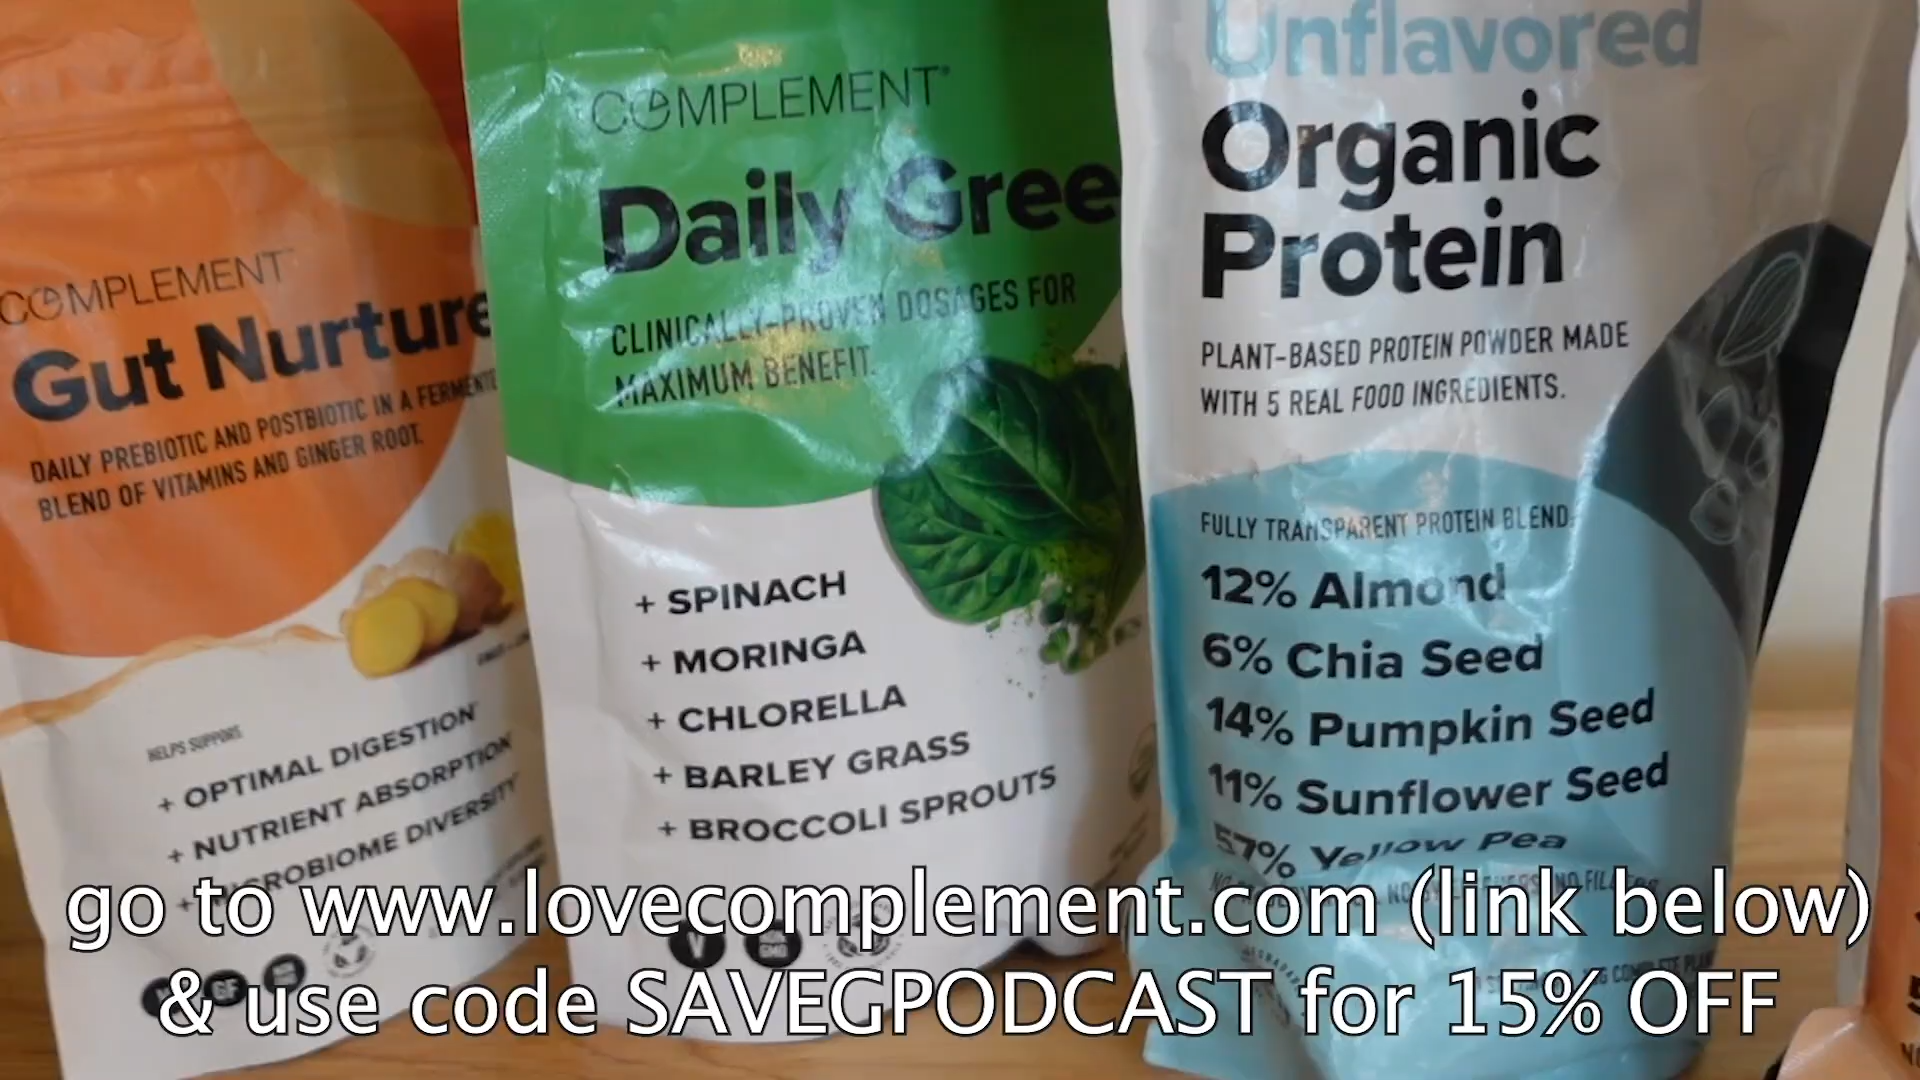 COMPLEMENT
Gut Nurture
DAILY PREBIOTIC AND POSTBIOTIC IN A FERMENTE
BLEND OF VITAMINS AND GINGER ROOT.
HELPS SUPPORT:
+ OPTIMAL DIGESTION
+ NUTRIENT ABSORPTION
+ MICROBIOME DIVERSITY
GF
COMPLEMENT
Daily Gree
CLINICALLY-PROVEN DOSAGES FOR
MAXIMUM BENEFIT.
+ SPINACH
+ MORINGA
+ CHLORELLA
+ BARLEY GRASS
+ BROCCOLI SPROUTS
V
Unflavored
Organic
Protein
PLANT-BASED PROTEIN POWDER MADE
WITH 5 REAL FOOD INGREDIENTS.
FULLY TRANSPARENT PROTEIN BLEND.
12% Almond
6% Chia Seed
14% Pumpkin Seed
11% Sunflower Seed
57% Yellow Pea
go to www.lovecomplement.com (link below)
& use code SAVEGPODCAST for 15% OFF